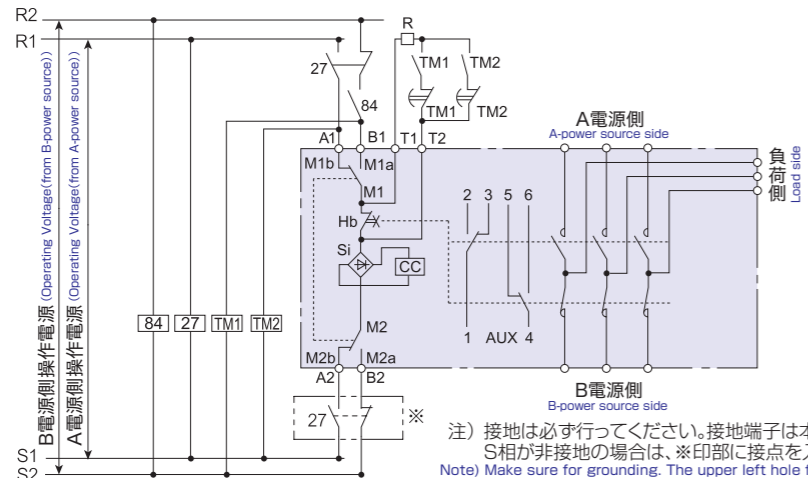 R2
R1
B電源側操作電源 (Operating Voltage(from B-power source))
A電源側操作電源 (Operating Voltage(from A-power source))
S1
S2
84
27
TM1
TM2
27
84
R
TM1
TM2
TM1
TM2
A1
B1
T1
T2
M1b
M1a
M1
Hb
Si
CC
M2
M2b
M2a
A2
B2
27
※
2
3
5
6
1
AUX
4
A電源側
A-power source side
負荷側
Load side
B電源側
B-power source side
注) 接地は必ず行ってください。接地端子は本
S相が非接地の場合は、※印部に接点を
Note) Make sure for grounding. The upper left hole